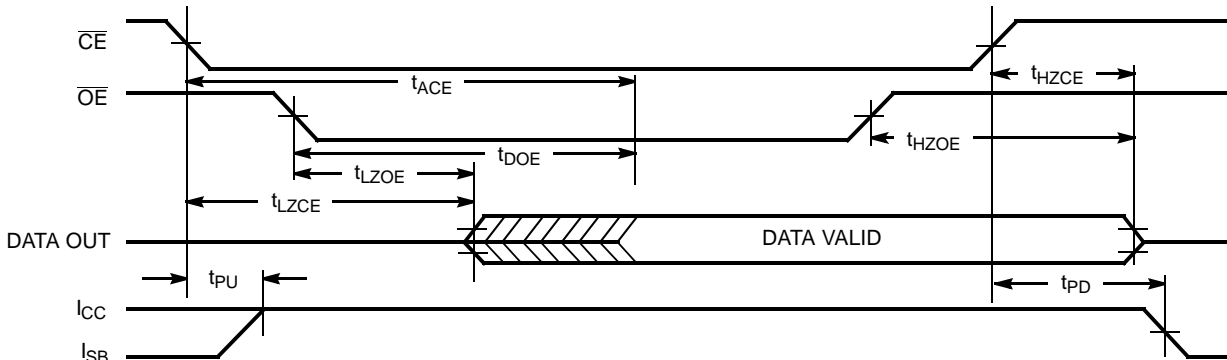 CE
tACE
tHZCE
OE
tHZOE
tDOE
tLZOE
tLZCE
DATA OUT
DATA VALID
tPU
tPD
ICC
ISB